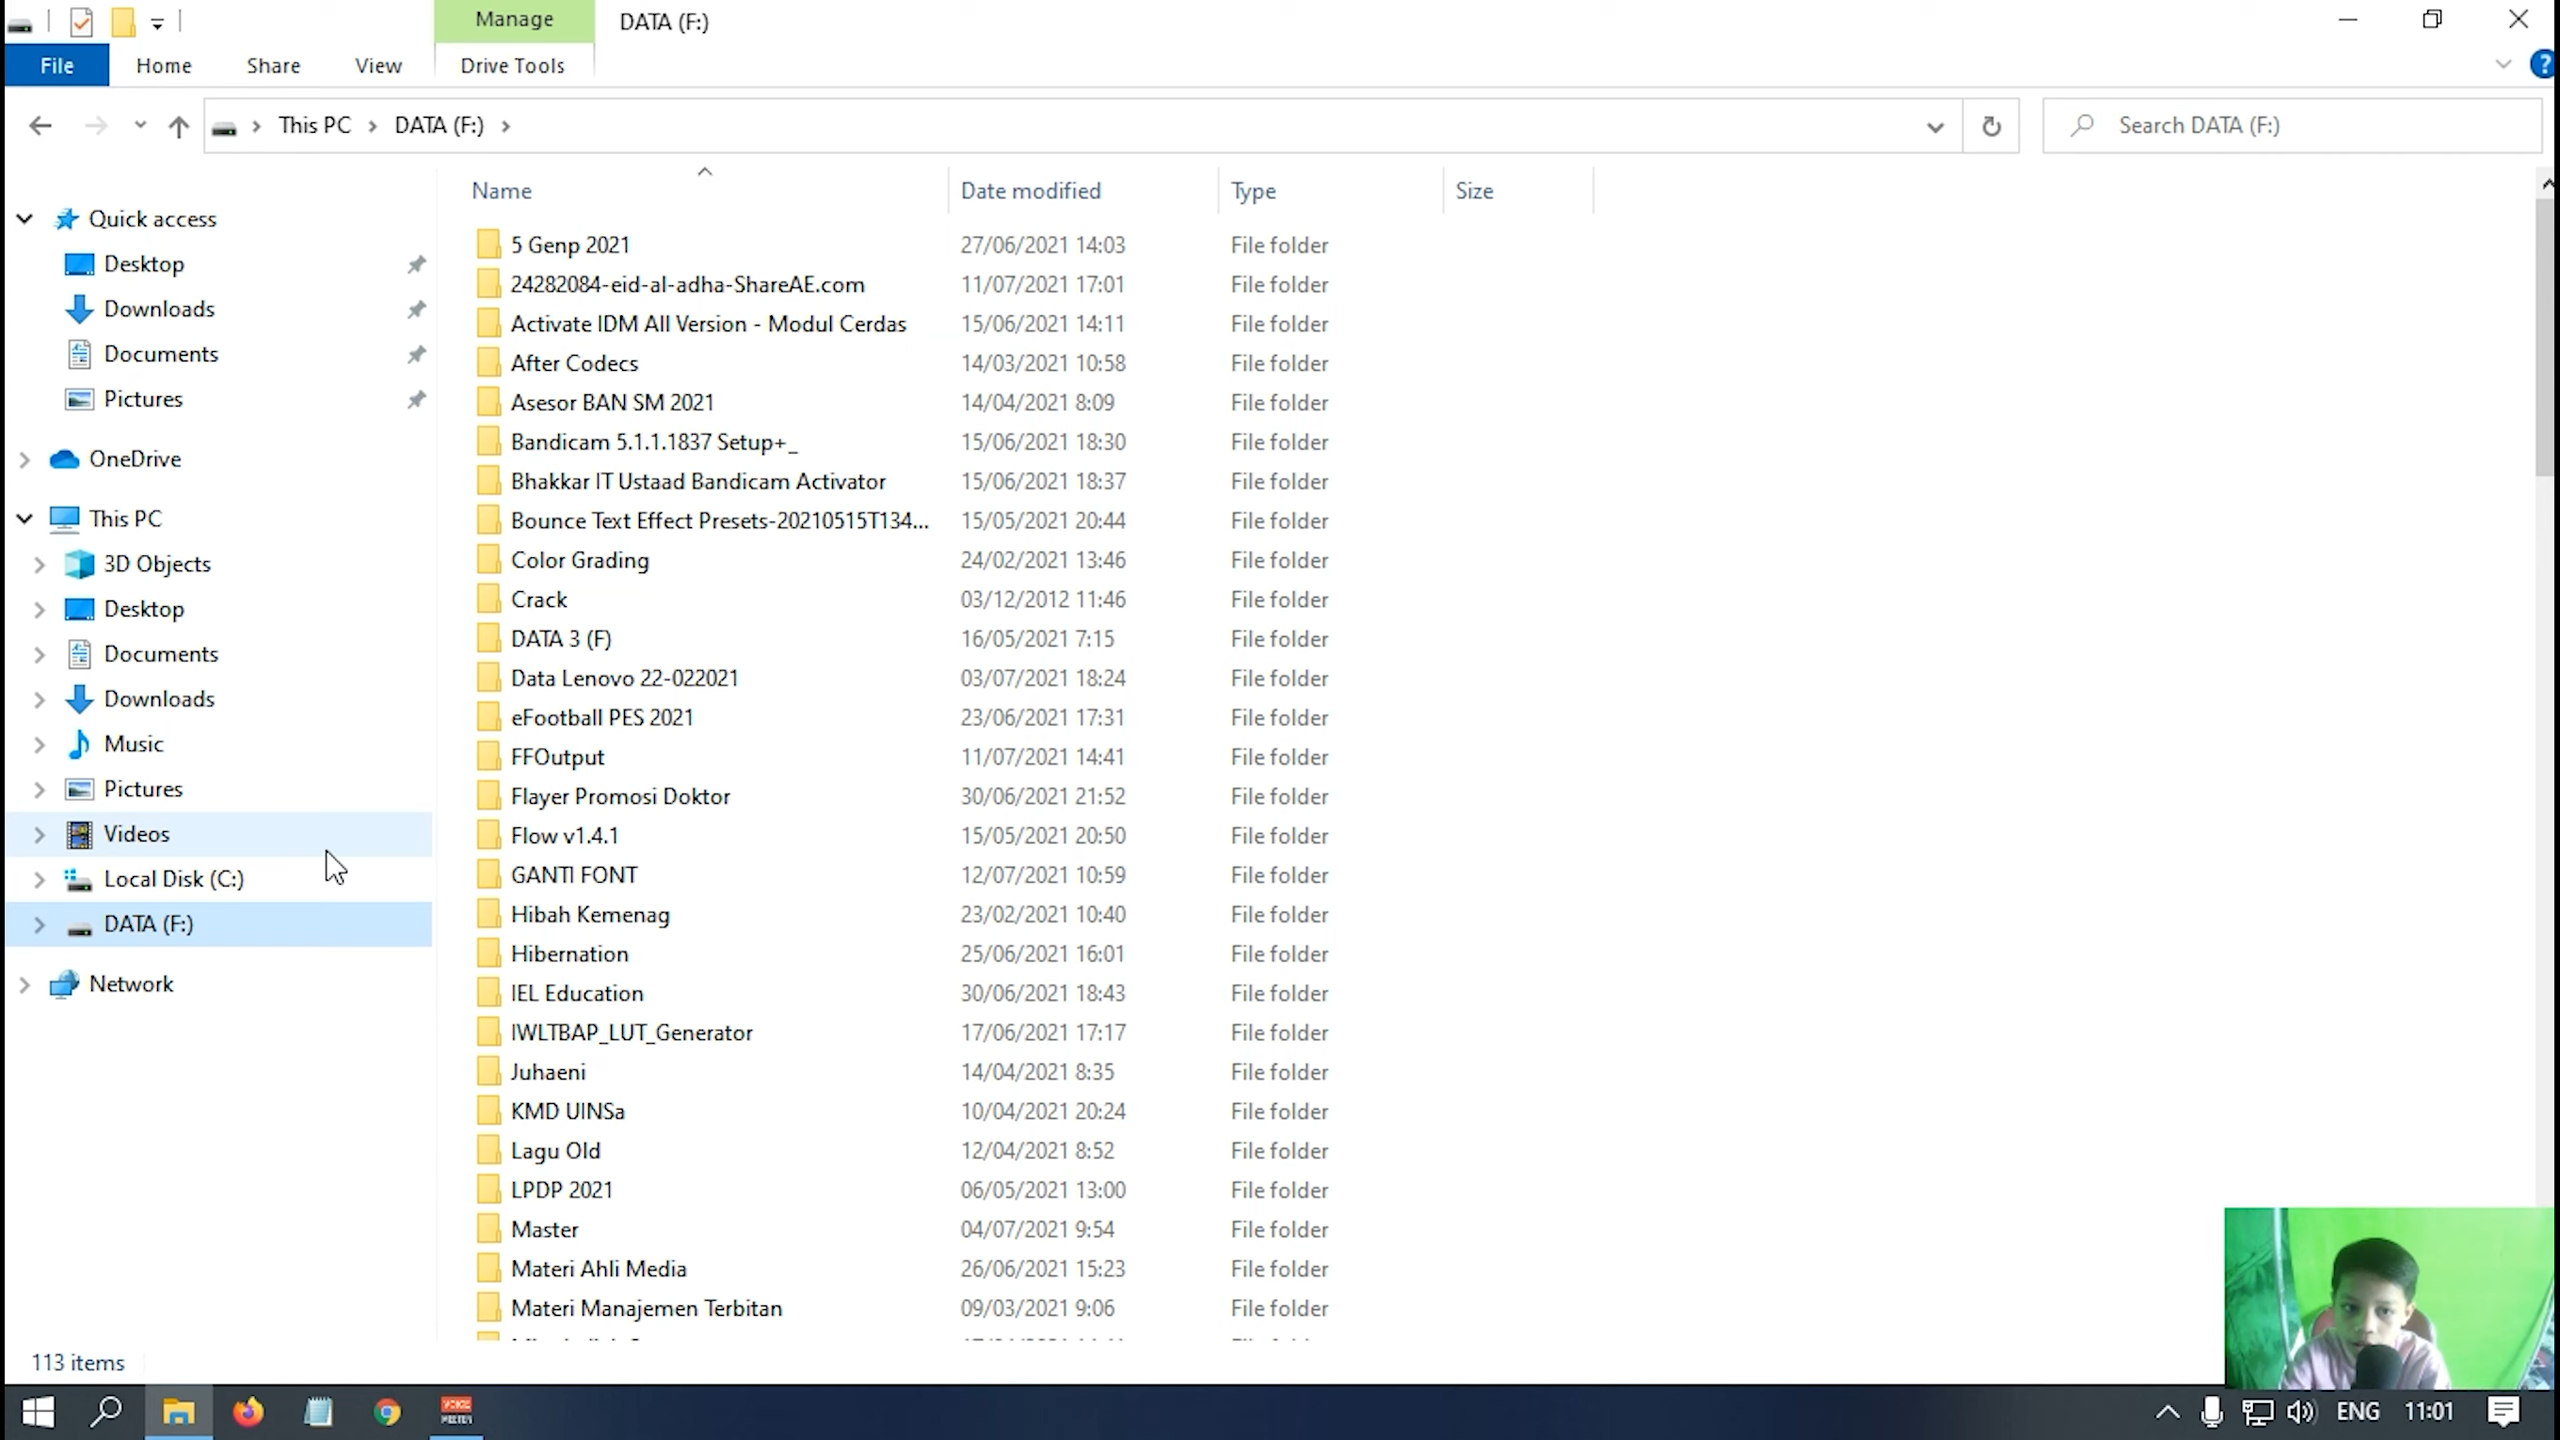 Manage
DATA (F:)
File
Home
Share
View
Drive Tools
?
This PC
DATA (F:)
Search DATA (F:)
Name
Date modified
Type
Size
Quick access
Desktop
Downloads
Documents
Pictures
OneDrive
This PC
3D Objects
Desktop
Documents
Downloads
Music
Pictures
Videos
Local Disk (C:)
DATA (F:)
Network
5 Genp 2021 27/06/2021 14:03 File folder
24282084-eid-al-adha-ShareAE.com 11/07/2021 17:01 File folder
Activate IDM All Version - Modul Cerdas 15/06/2021 14:11 File folder
After Codecs 14/03/2021 10:58 File folder
Asesor BAN SM 2021 14/04/2021 8:09 File folder
Bandicam 5.1.1.1837 Setup+_ 15/06/2021 18:30 File folder
Bhakkar IT Ustaad Bandicam Activator 15/06/2021 18:37 File folder
Bounce Text Effect Presets-20210515T134... 15/05/2021 20:44 File folder
Color Grading 24/02/2021 13:46 File folder
Crack 03/12/2012 11:46 File folder
DATA 3 (F) 16/05/2021 7:15 File folder
Data Lenovo 22-022021 03/07/2021 18:24 File folder
eFootball PES 2021 23/06/2021 17:31 File folder
FFOutput 11/07/2021 14:41 File folder
Flayer Promosi Doktor 30/06/2021 21:52 File folder
Flow v1.4.1 15/05/2021 20:50 File folder
GANTI FONT 12/07/2021 10:59 File folder
Hibah Kemenag 23/02/2021 10:40 File folder
Hibernation 25/06/2021 16:01 File folder
IEL Education 30/06/2021 18:43 File folder
IWLTBAP_LUT_Generator 17/06/2021 17:17 File folder
Juhaeni 14/04/2021 8:35 File folder
KMD UINSa 10/04/2021 20:24 File folder
Lagu Old 12/04/2021 8:52 File folder
LPDP 2021 06/05/2021 13:00 File folder
Master 04/07/2021 9:54 File folder
Materi Ahli Media 26/06/2021 15:23 File folder
Materi Manajemen Terbitan 09/03/2021 9:06 File folder
113 items
VOICE
MEETER
ENG
11:01